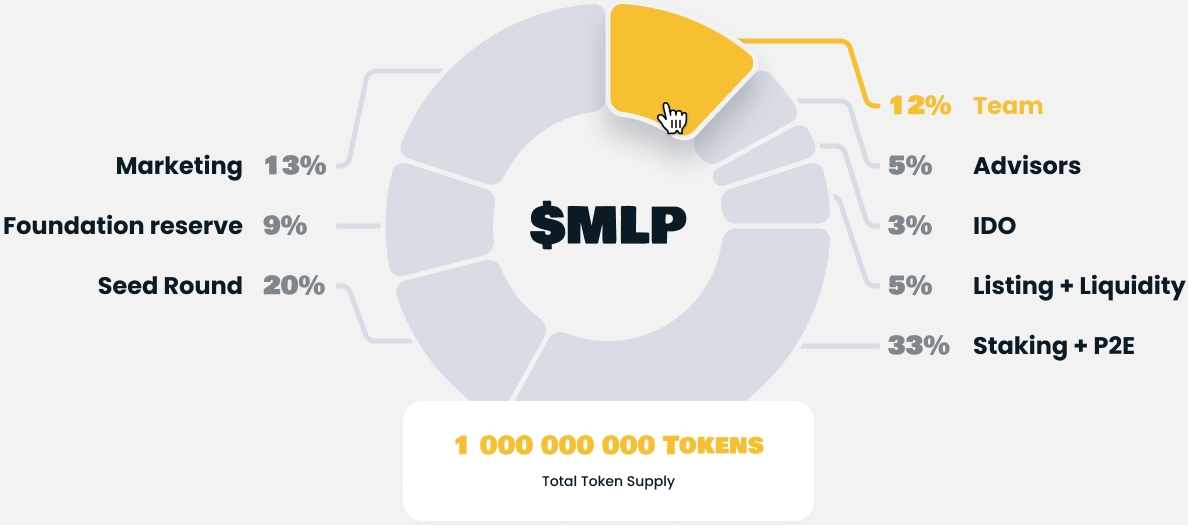 12% Team
Marketing 13%
5% Advisors
Foundation reserve 9%
$MLP
3% IDO
Seed Round 20%
5% Listing + Liquidity
33% Staking + P2E
1 000 000 000 TOKENS
Total Token Supply